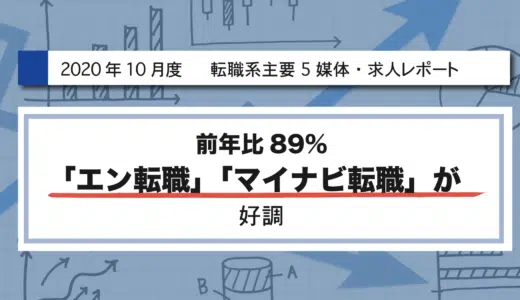 2020年10月度 転職系主要5媒体・求人レポート
前年比89%
「エン転職」「マイナビ転職」が
好調
B
A